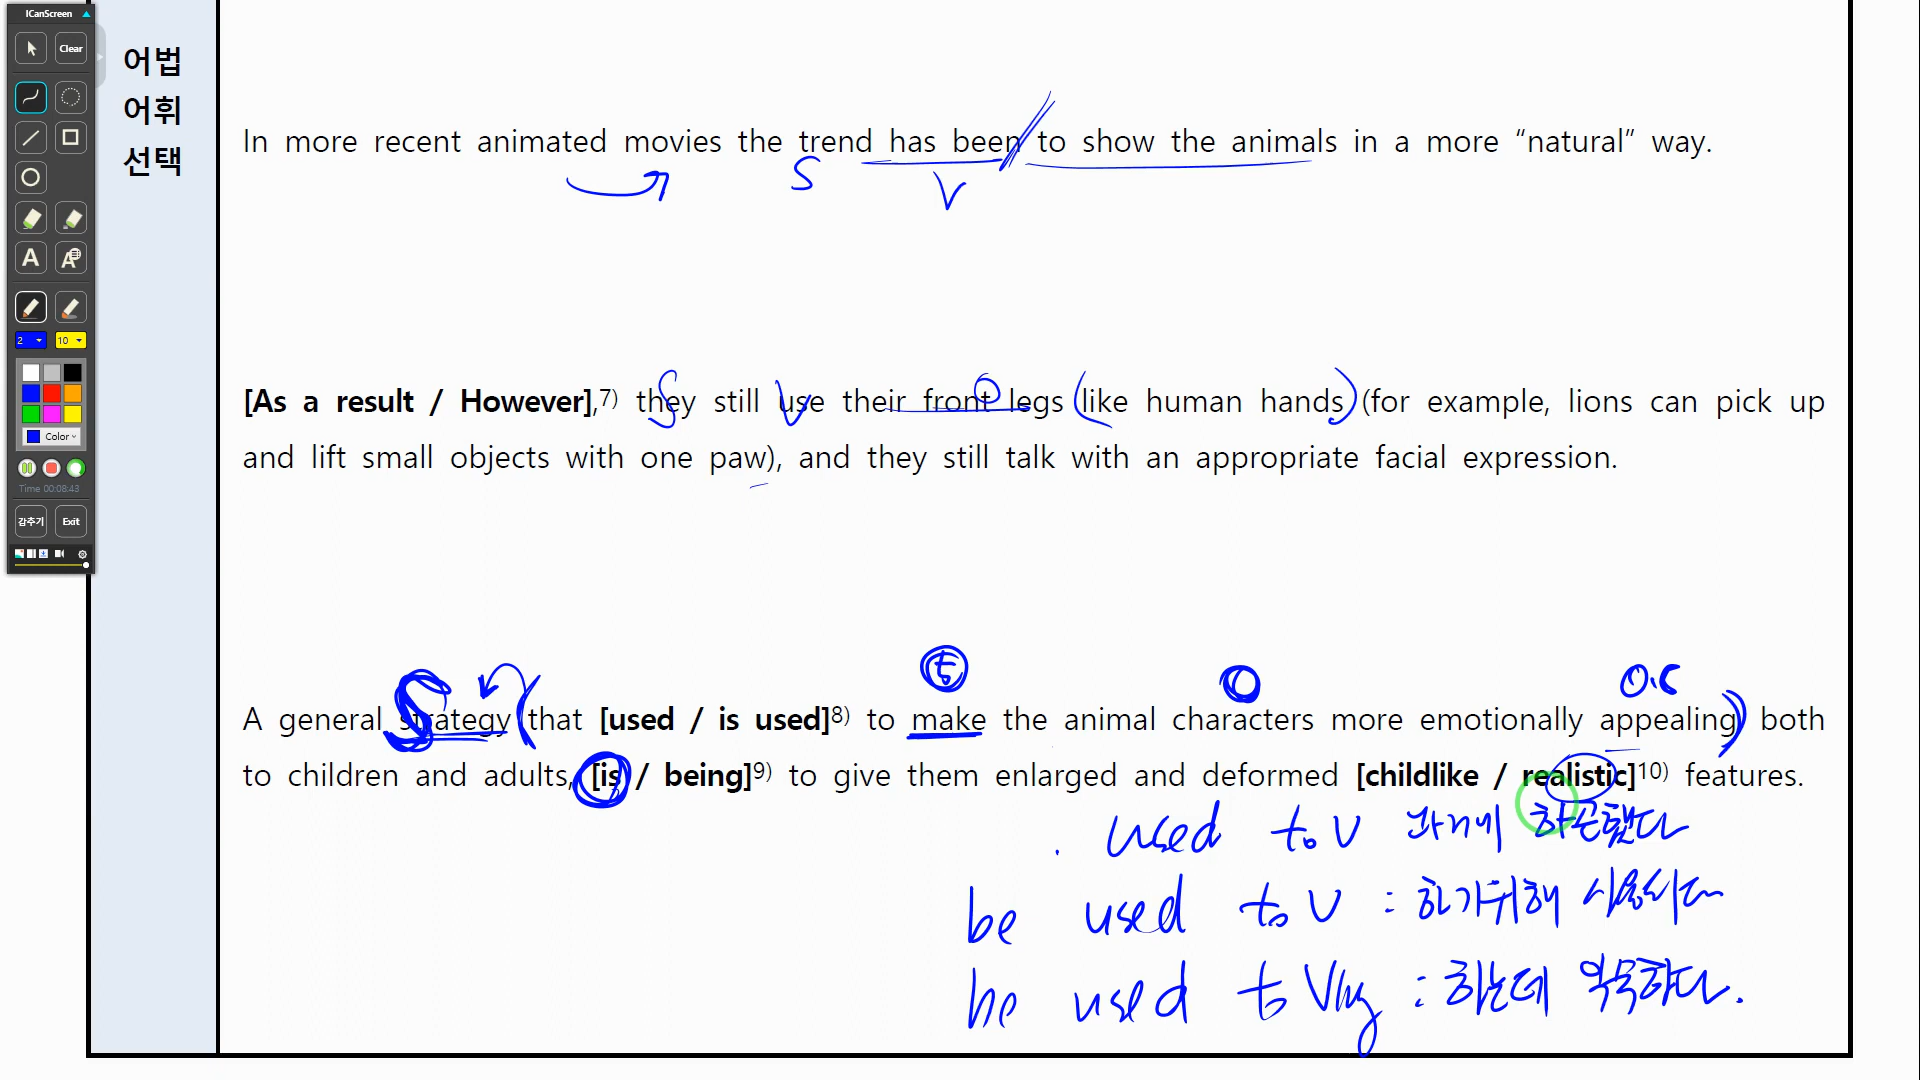 ICanScreen
Clear
A
A
2
10
Color
Time 00:08:43
감추기
Exit
어법
어휘
선택
In more recent animated movies the trend has been to show the animals in a more “natural” way.
S
V
[As a result / However],7) they still use their front legs (like human hands) (for example, lions can pick up
S
V
O
and lift small objects with one paw), and they still talk with an appropriate facial expression.
5
O
O.C
S
A general strategy that [used / is used]8) to make the animal characters more emotionally appealing both
to children and adults, [is / being]9) to give them enlarged and deformed [childlike / realistic]10) features.
used to V 과거에 하곤했다
be used to V : 하기위해 사용되다
be used to Ving : 하는데 익숙하다.